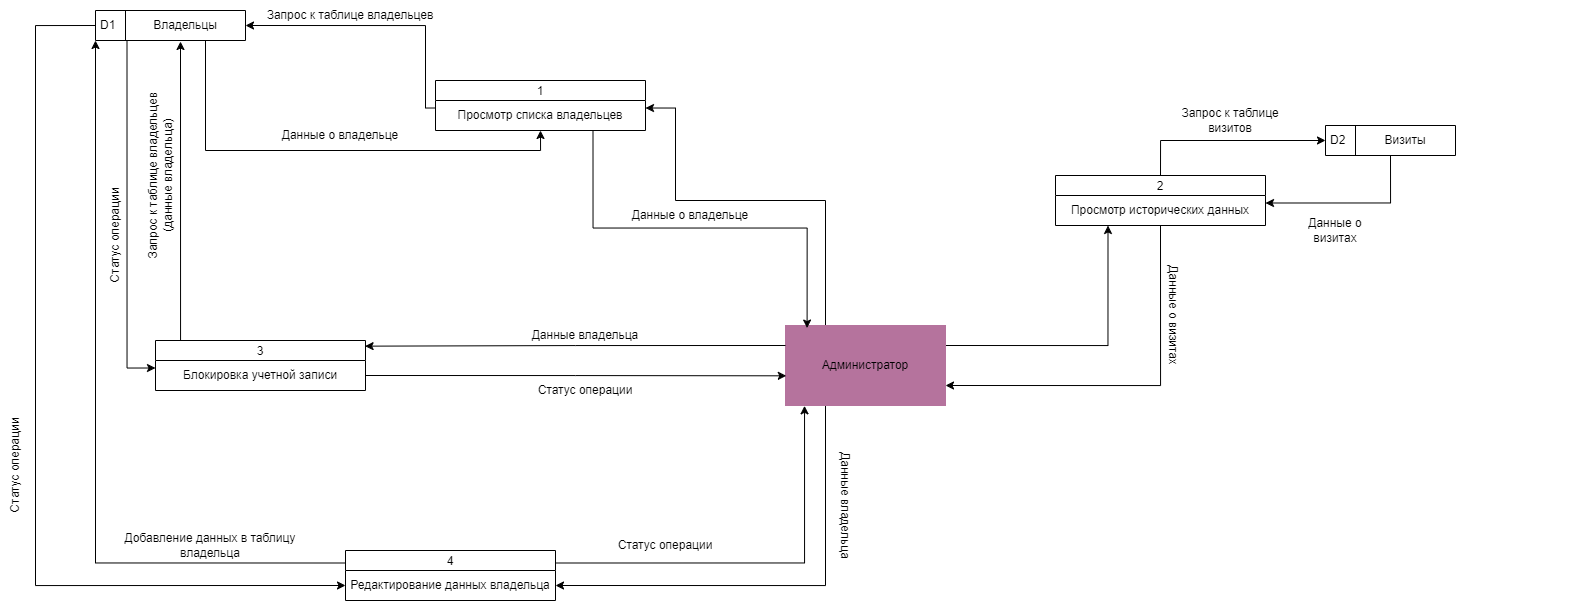 Запрос к таблице владельцев
D1
Владельцы
1
Просмотр списка владельцев
Данные о владельце
Запрос к таблице владельцев
(данные владельца)
Статус операции
Данные о владельце
Запрос к таблице
визитов
D2
Визиты
2
Просмотр исторических данных
Данные о
визитах
Данные о визитах
3
Блокировка учетной записи
Данные владельца
Статус операции
Администратор
Статус операции
Данные владельца
Добавление данных в таблицу
владельца
Статус операции
4
Редактирование данных владельца